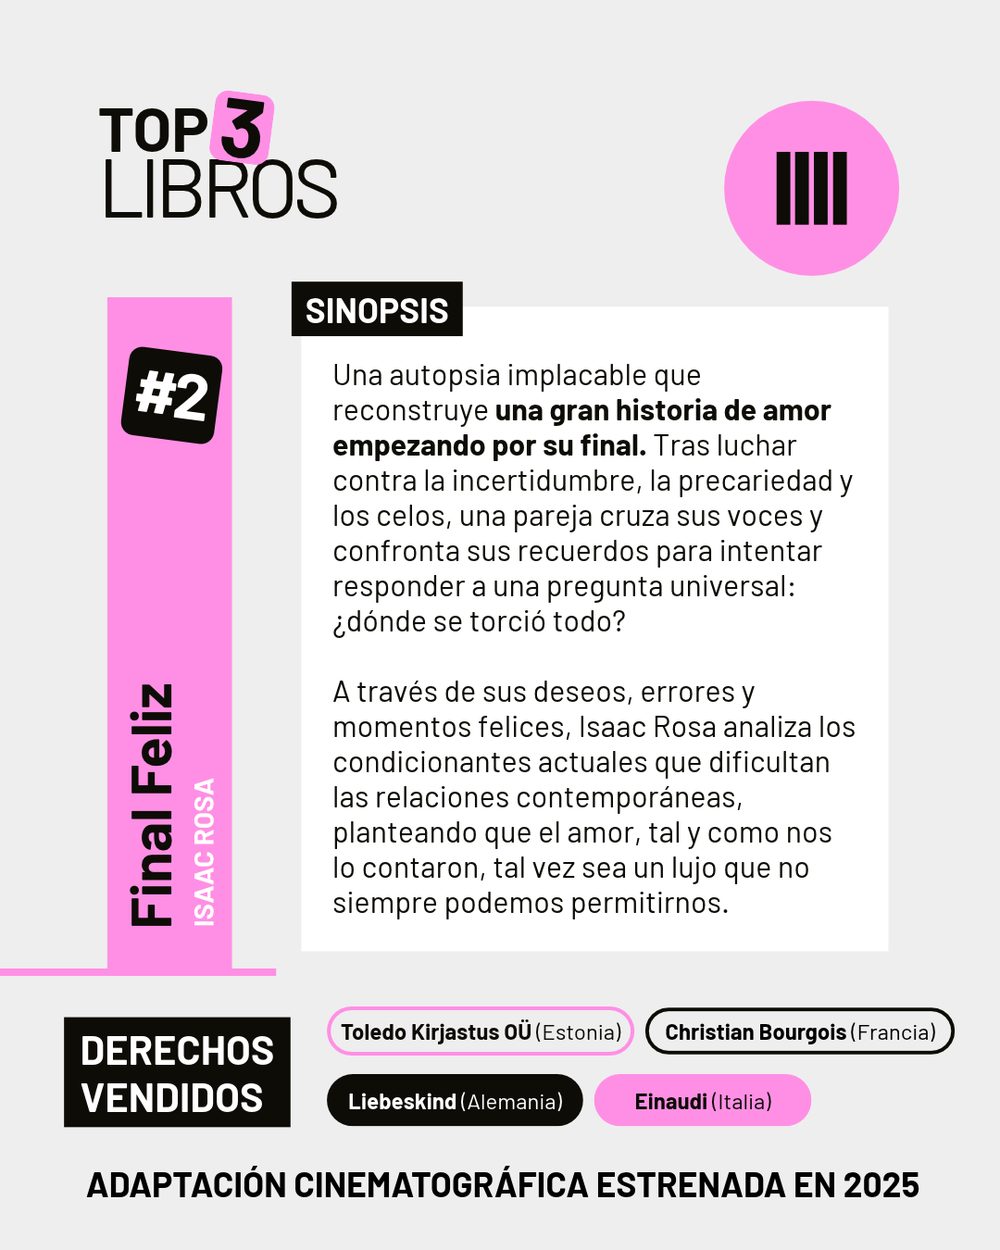 TOP 3
LIBROS
#2
Final Feliz
ISAAC ROSA
SINOPSIS
Una autopsia implacable que
reconstruye una gran historia de amor
empezando por su final. Tras luchar
contra la incertidumbre, la precariedad y
los celos, una pareja cruza sus voces y
confronta sus recuerdos para intentar
responder a una pregunta universal:
¿dónde se torció todo?
A través de sus deseos, errores y
momentos felices, Isaac Rosa analiza los
condicionantes actuales que dificultan
las relaciones contemporáneas,
planteando que el amor, tal y como nos
lo contaron, tal vez sea un lujo que no
siempre podemos permitirnos.
DERECHOS
VENDIDOS
Toledo Kirjastus OÜ (Estonia)
Christian Bourgois (Francia)
Liebeskind (Alemania)
Einaudi (Italia)
ADAPTACIÓN CINEMATOGRÁFICA ESTRENADA EN 2025